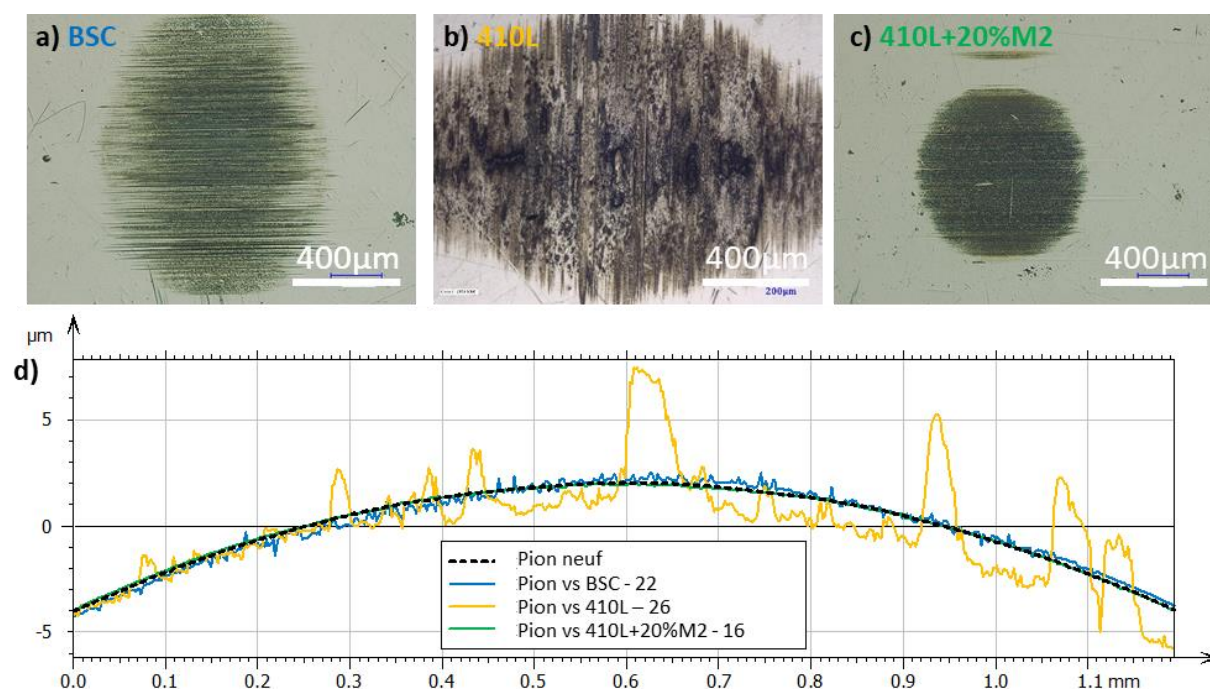 a) BSC
b) 410L
c) 410L+20%M2
400µm
400µm
200µm
400µm
µm
d)
5
0
-5
Pion neuf
Pion vs BSC - 22
Pion vs 410L – 26
Pion vs 410L+20%M2 - 16
0.0 0.1 0.2 0.3 0.4 0.5 0.6 0.7 0.8 0.9 1.0 1.1 mm